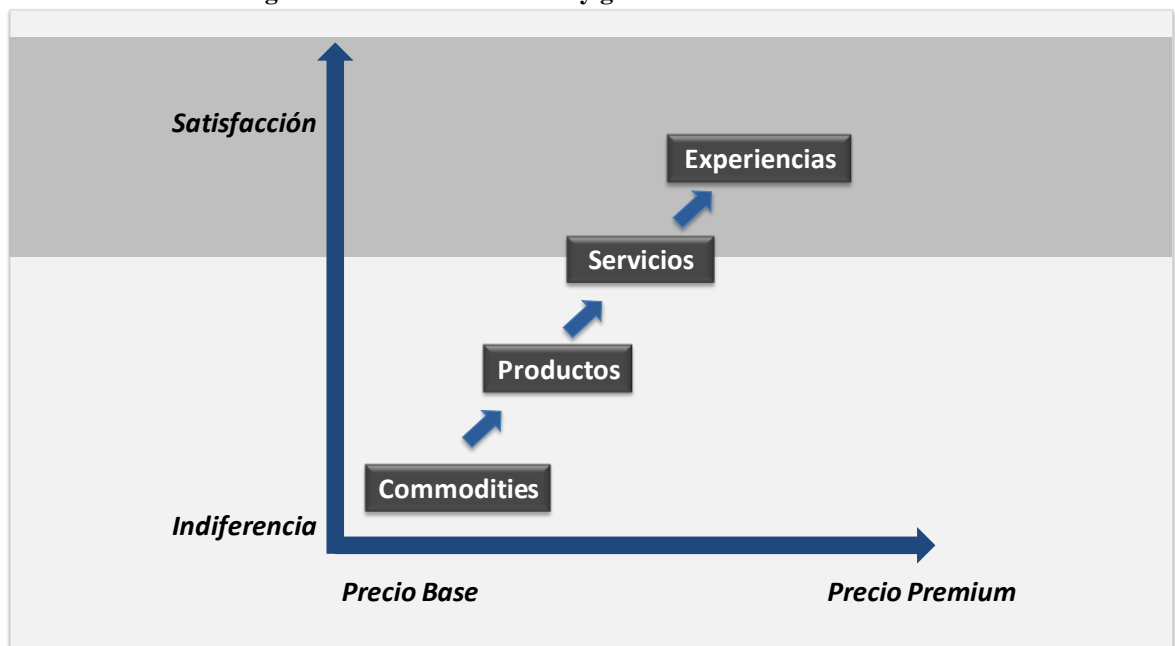 y g
Satisfacción
Experiencias
Servicios
Productos
Commodities
Indiferencia
Precio Base
Precio Premium